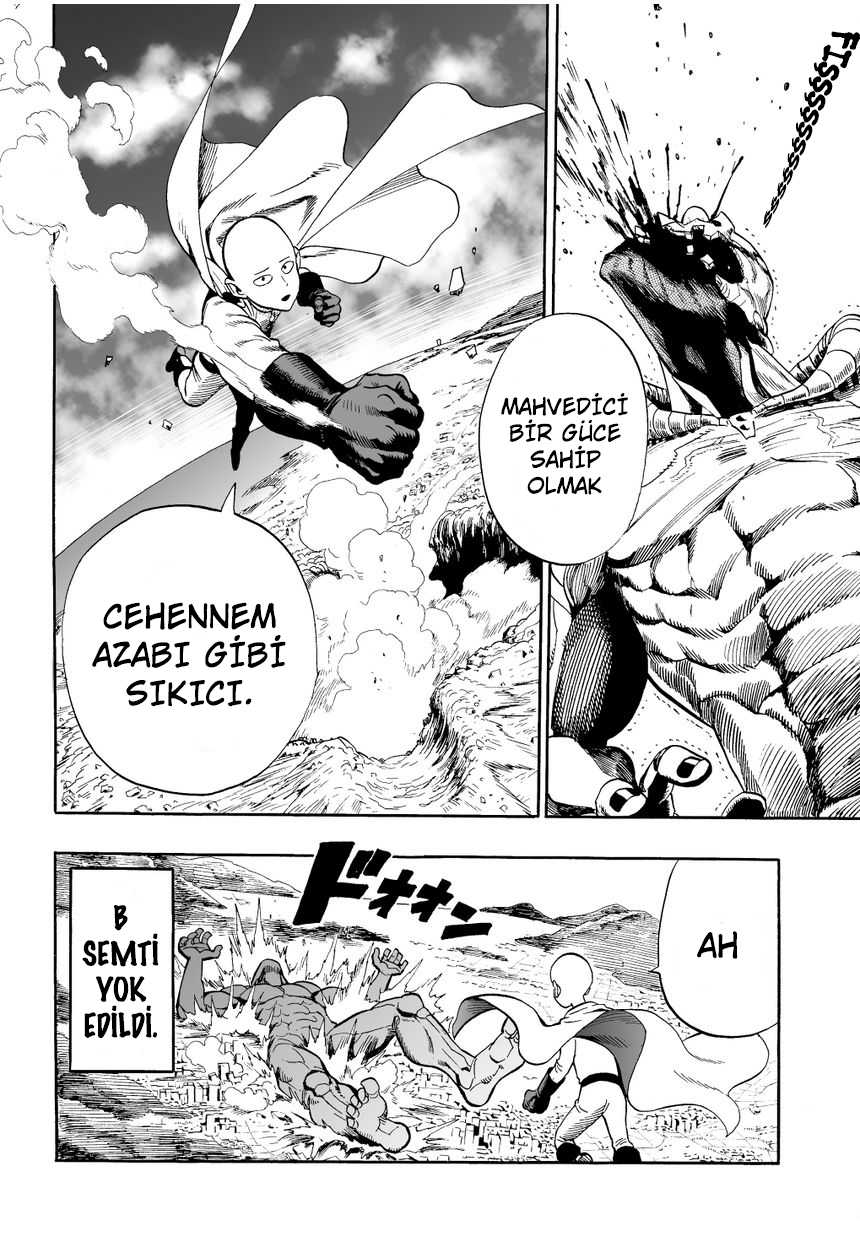 FISSSSSSSSSSSSSSS
MAHVEDİCİ
BİR GÜCE
SAHİP
OLMAK
CEHENNEM
AZABI GİBİ
SIKICI.
AH
ドオオン
B
SEMTİ
YOK
EDİLDİ.